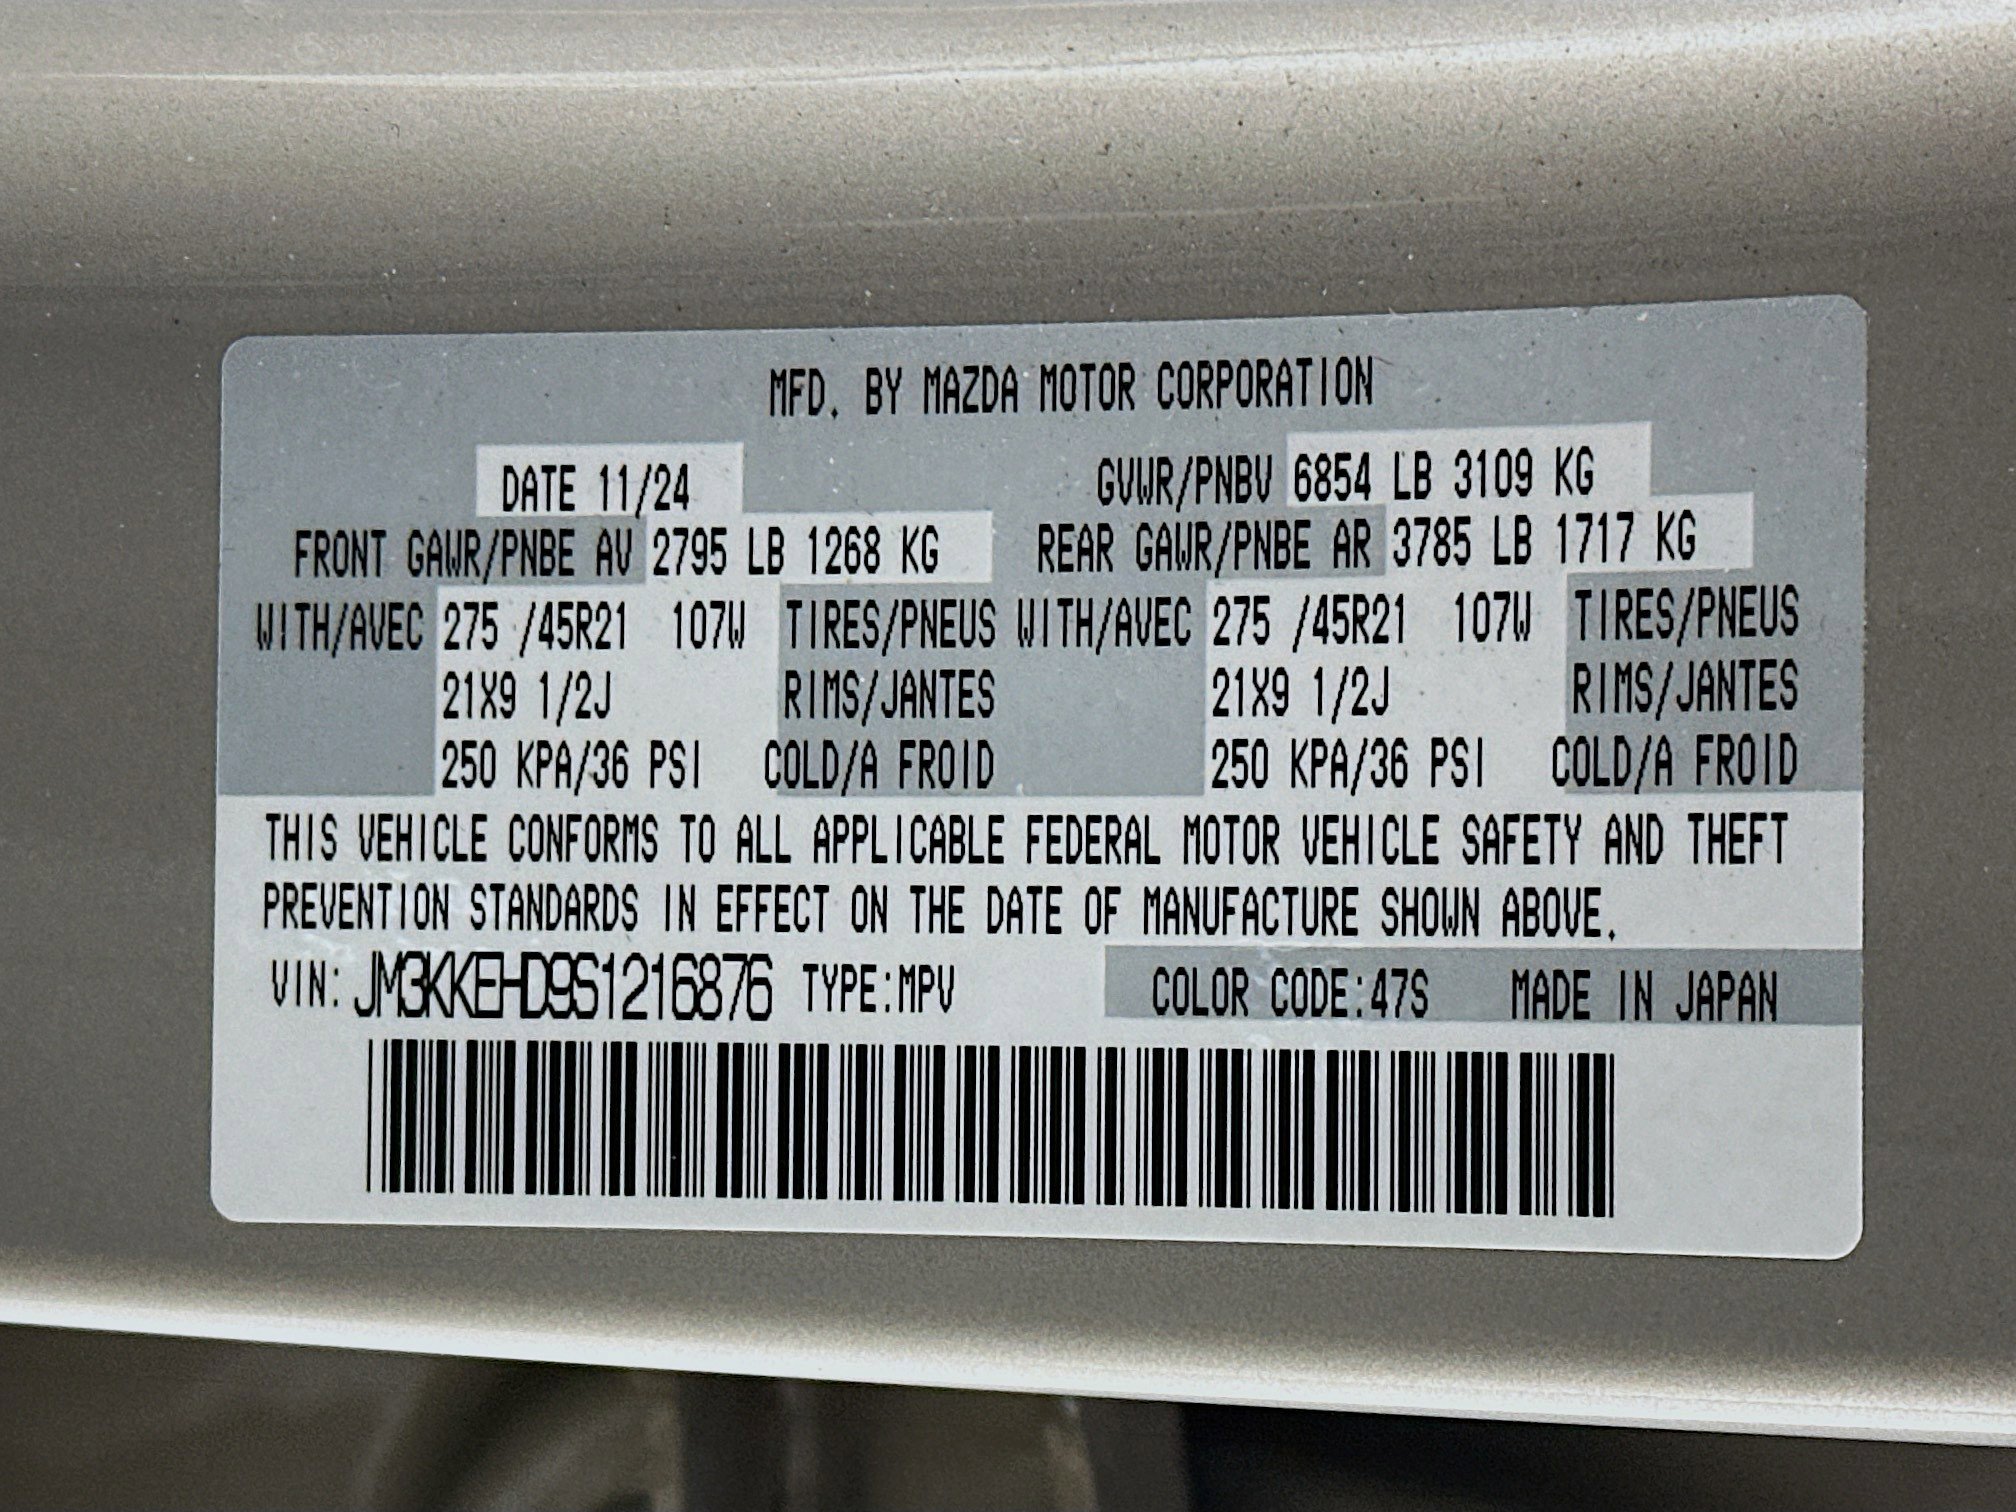 MFD. BY MAZDA MOTOR CORPORATION
DATE 11/24 GVWR/PNBV 6854 LB 3109 KG
FRONT GAWR/PNBE AV 2795 LB 1268 KG REAR GAWR/PNBE AR 3785 LB 1717 KG
WITH/AVEC 275 /45R21 107W TIRES/PNEUS WITH/AVEC 275 /45R21 107W TIRES/PNEUS
21X9 1/2J RIMS/JANTES 21X9 1/2J RIMS/JANTES
250 KPA/36 PSI COLD/A FROID 250 KPA/36 PSI COLD/A FROID
THIS VEHICLE CONFORMS TO ALL APPLICABLE FEDERAL MOTOR VEHICLE SAFETY AND THEFT
PREVENTION STANDARDS IN EFFECT ON THE DATE OF MANUFACTURE SHOWN ABOVE.
VIN: JM3KKEHD9S1216876 TYPE:MPV COLOR CODE:47S MADE IN JAPAN